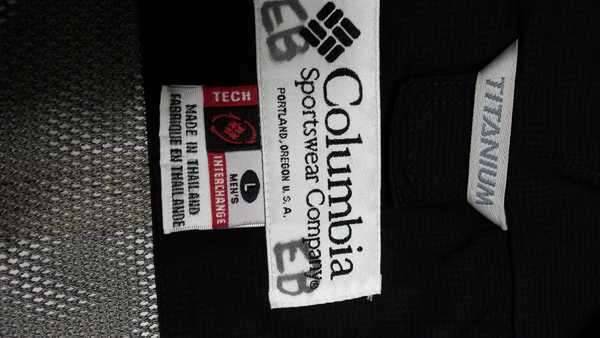 EB
Columbia
Sportswear Company®
PORTLAND, OREGON U.S.A.
EB
TITANIUM
TECH
INTERCHANGE
L
MEN'S
MADE IN THAILAND
FABRIQUE EN THAILANDE